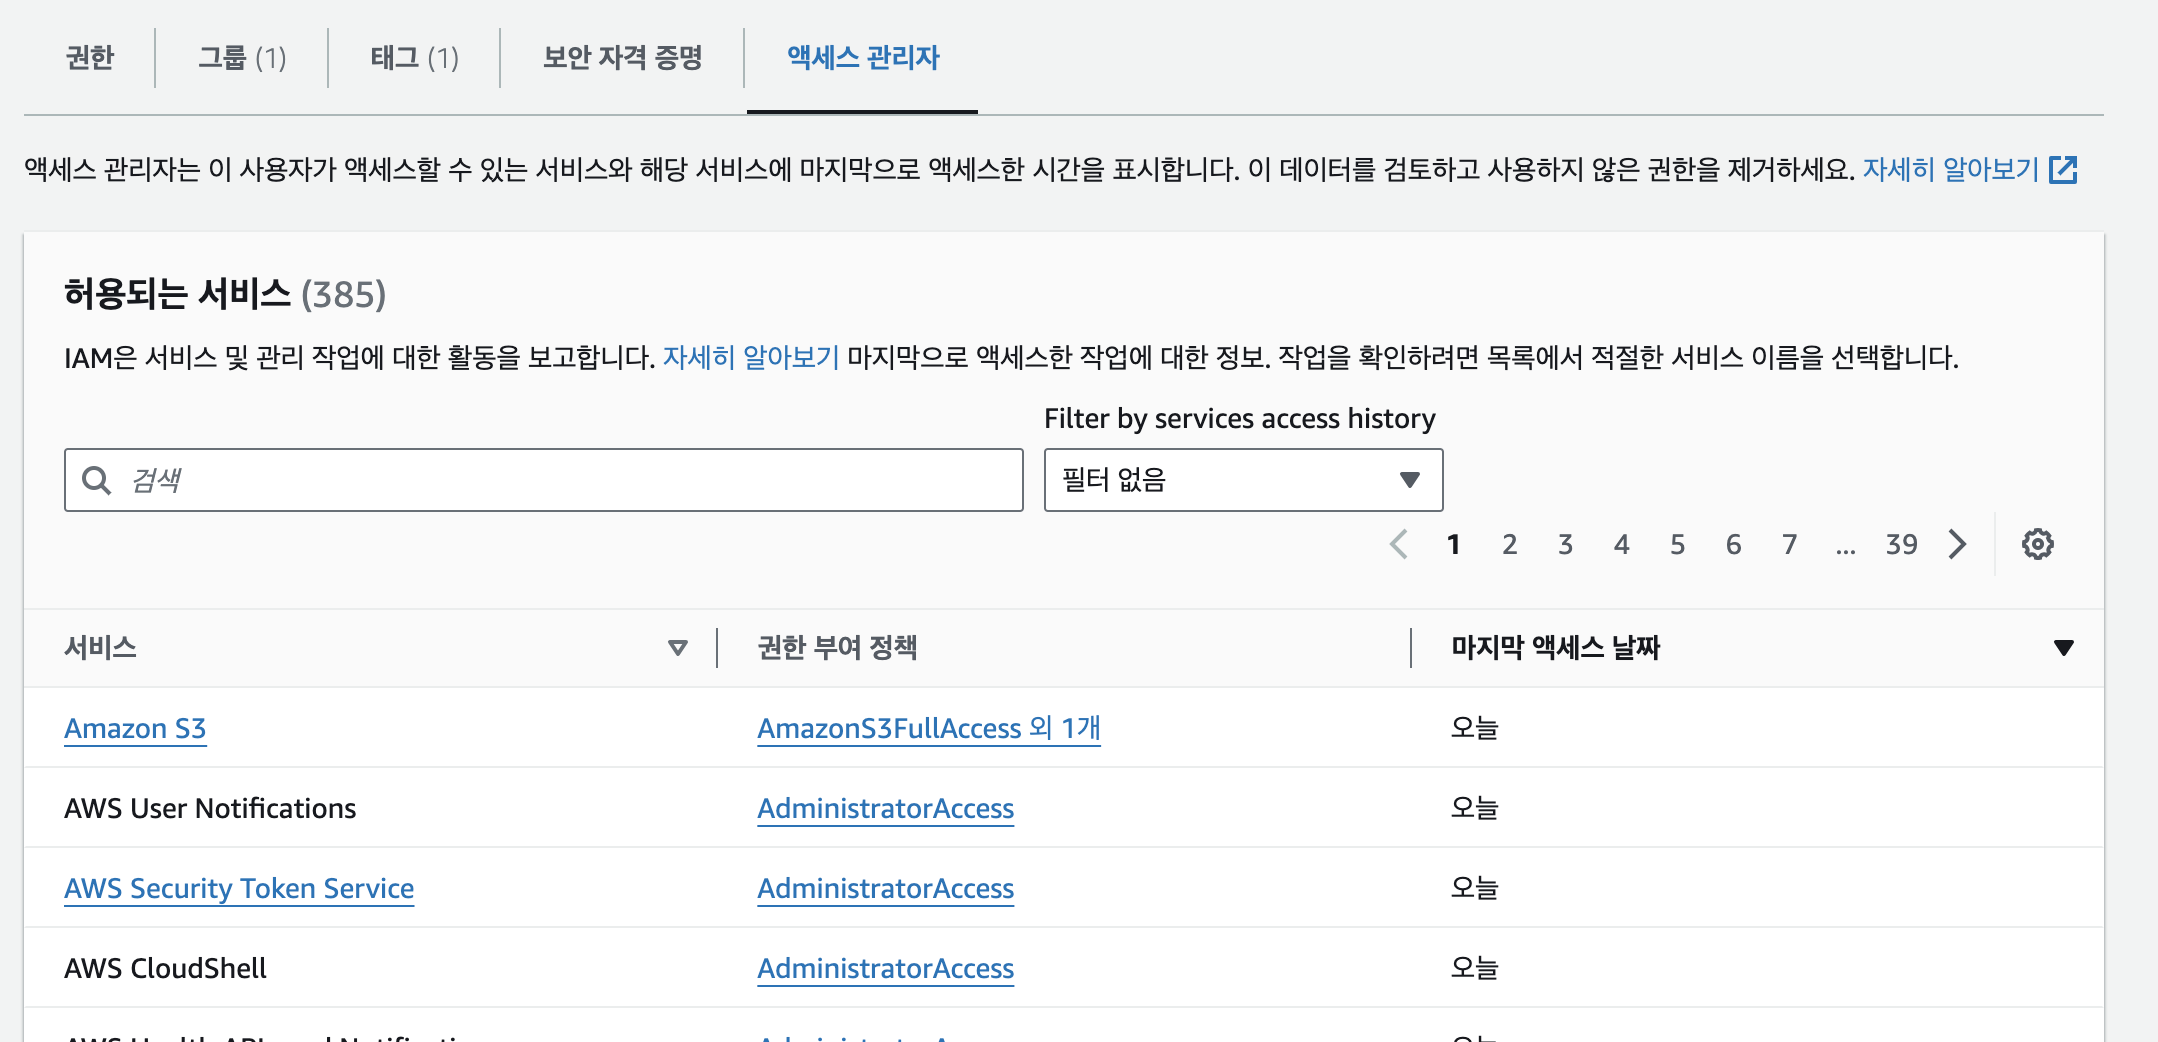 권한 그룹 (1) 태그 (1) 보안 자격 증명 액세스 관리자
액세스 관리자는 이 사용자가 액세스할 수 있는 서비스와 해당 서비스에 마지막으로 액세스한 시간을 표시합니다. 이 데이터를 검토하고 사용하지 않은 권한을 제거하세요. 자세히 알아보기
허용되는 서비스 (385)
IAM은 서비스 및 관리 작업에 대한 활동을 보고합니다. 자세히 알아보기 마지막으로 액세스한 작업에 대한 정보. 작업을 확인하려면 목록에서 적절한 서비스 이름을 선택합니다.
Filter by services access history
검색 필터 없음
1 2 3 4 5 6 7 ... 39
서비스 권한 부여 정책 마지막 액세스 날짜
Amazon S3 AmazonS3FullAccess 외 1개 오늘
AWS User Notifications AdministratorAccess 오늘
AWS Security Token Service AdministratorAccess 오늘
AWS CloudShell AdministratorAccess 오늘